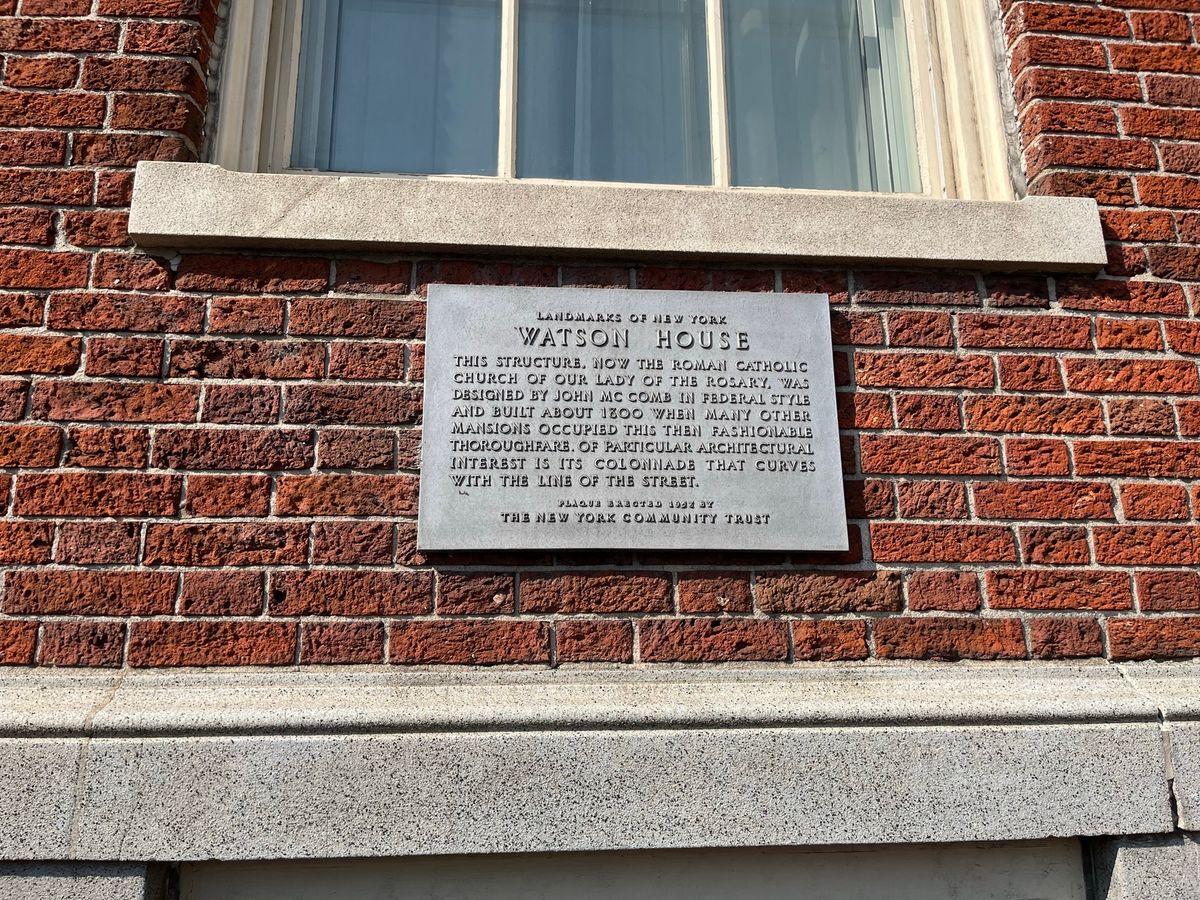 LANDMARKS OF NEW YORK
WATSON HOUSE
THIS STRUCTURE, NOW THE ROMAN CATHOLIC
CHURCH OF OUR LADY OF THE ROSARY, WAS
DESIGNED BY JOHN MC COMB IN FEDERAL STYLE
AND BUILT ABOUT 1800 WHEN MANY OTHER
MANSIONS OCCUPIED THIS THEN FASHIONABLE
THOROUGHFARE. OF PARTICULAR ARCHITECTURAL
INTEREST IS ITS COLONNADE THAT CURVES
WITH THE LINE OF THE STREET.
PLAQUE ERECTED 1957 BY
THE NEW YORK COMMUNITY TRUST